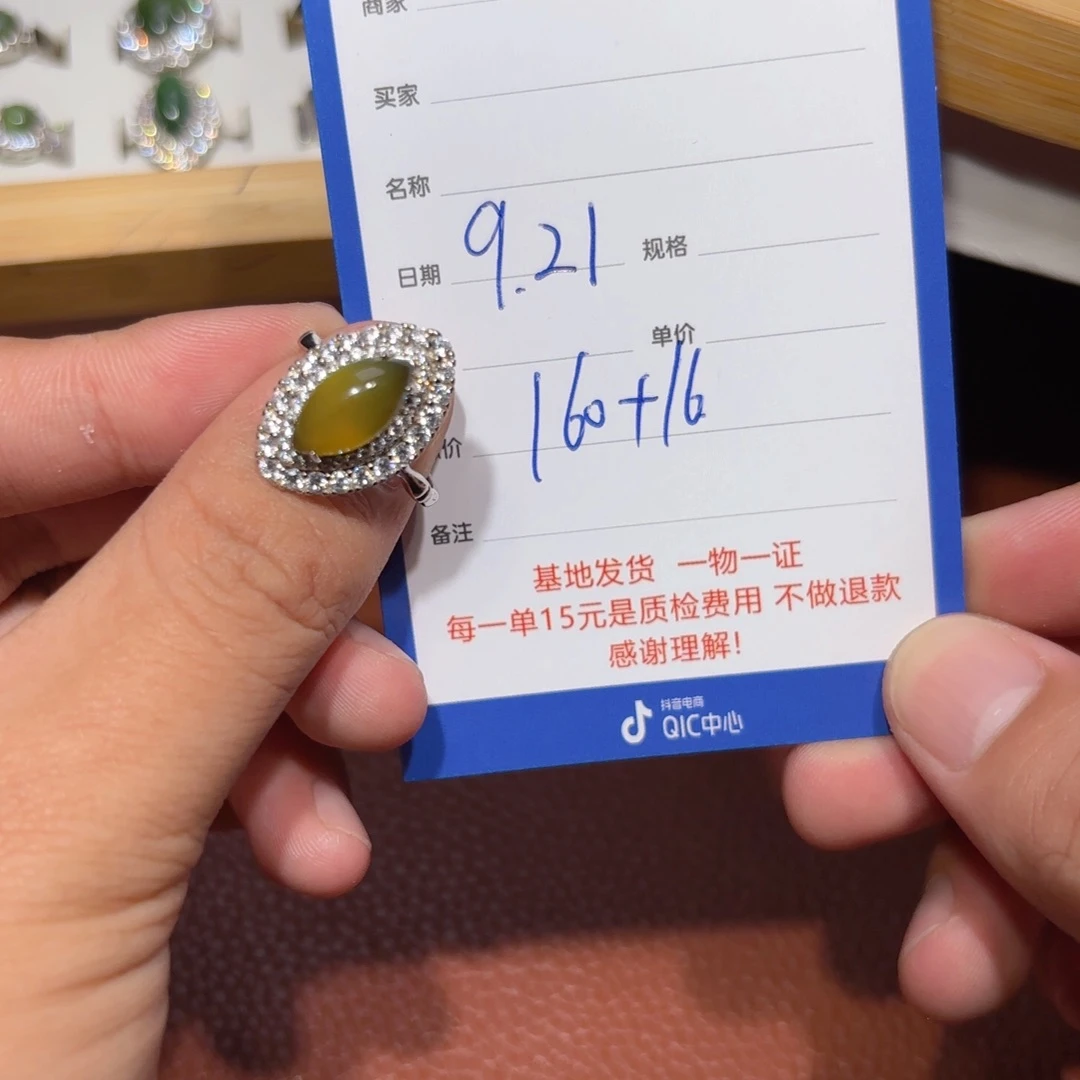 商家
买家
名称
日期 9.21 规格
单价
价 160+16
备注
基地发货 一物一证
每一单15元是质检费用 不做退款
感谢理解!
抖音电商
QIC中心